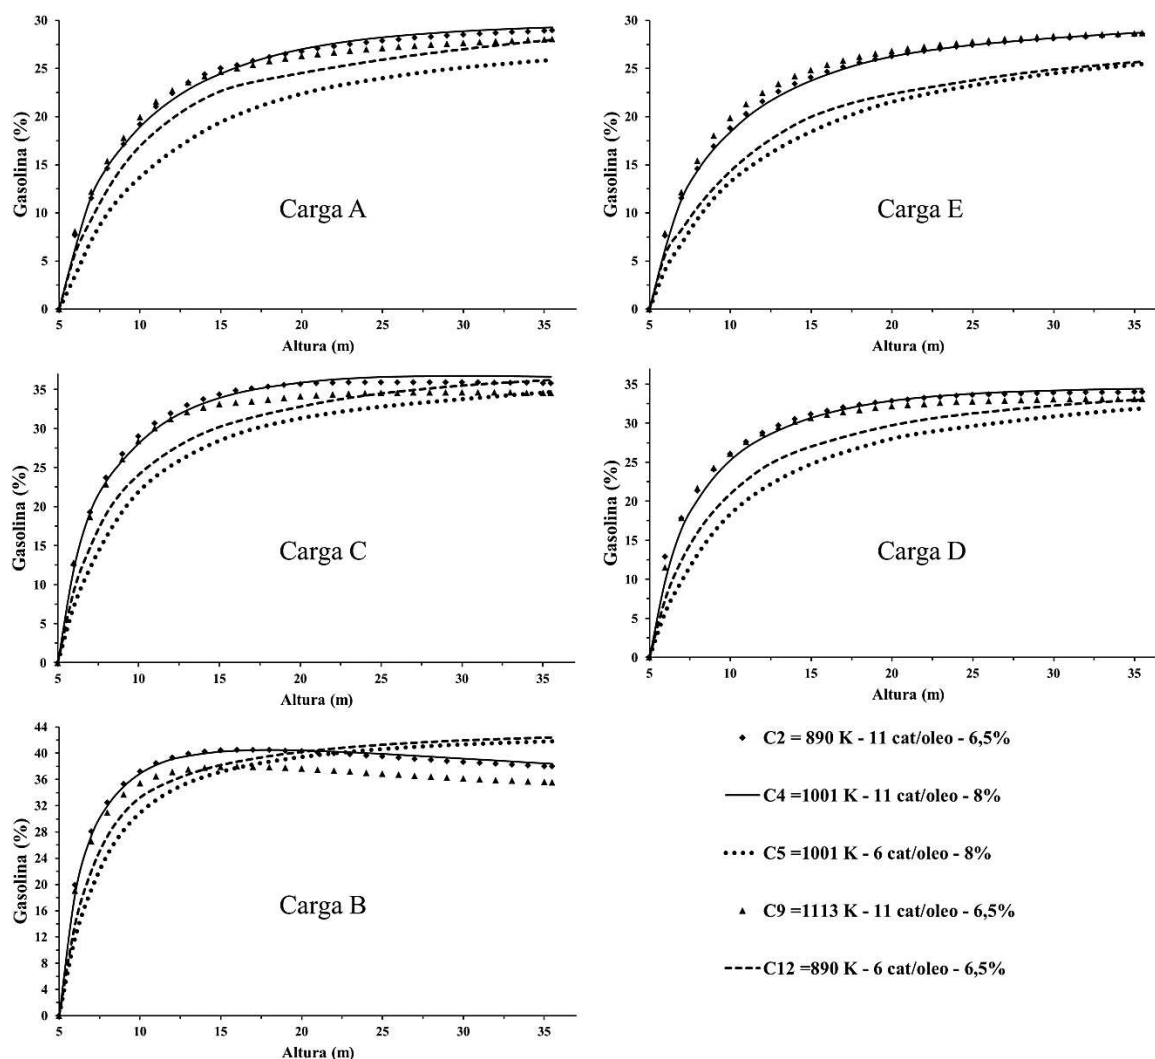 30
25
20
15
10
5
0
Gasolina (%)
Carga A
5 10 15 20 25 30 35
Altura (m)
30
25
20
15
10
5
0
Gasolina (%)
Carga E
5 10 15 20 25 30 35
Altura (m)
35
30
25
20
15
10
5
0
Gasolina (%)
Carga C
5 10 15 20 25 30 35
Altura (m)
35
30
25
20
15
10
5
0
Gasolina (%)
Carga D
5 10 15 20 25 30 35
Altura (m)
44
40
36
32
28
24
20
16
12
8
4
0
Gasolina (%)
Carga B
5 10 15 20 25 30 35
Altura (m)
C2 = 890 K - 11 cat/oleo - 6,5%
C4 =1001 K - 11 cat/oleo - 8%
C5 =1001 K - 6 cat/oleo - 8%
C9 =1113 K - 11 cat/oleo - 6,5%
C12 =890 K - 6 cat/oleo - 6,5%